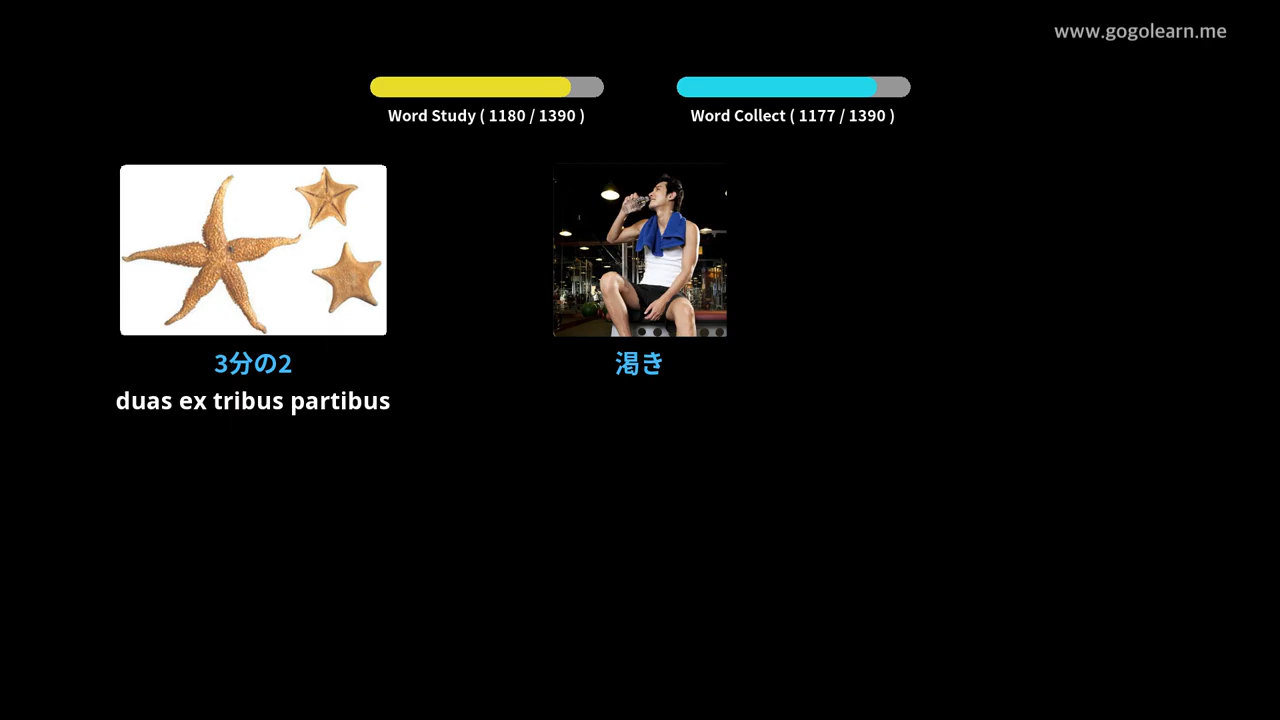 www.gogolearn.me
Word Study ( 1180 / 1390 )
Word Collect ( 1177 / 1390 )
3分の2
duas ex tribus partibus
渇き